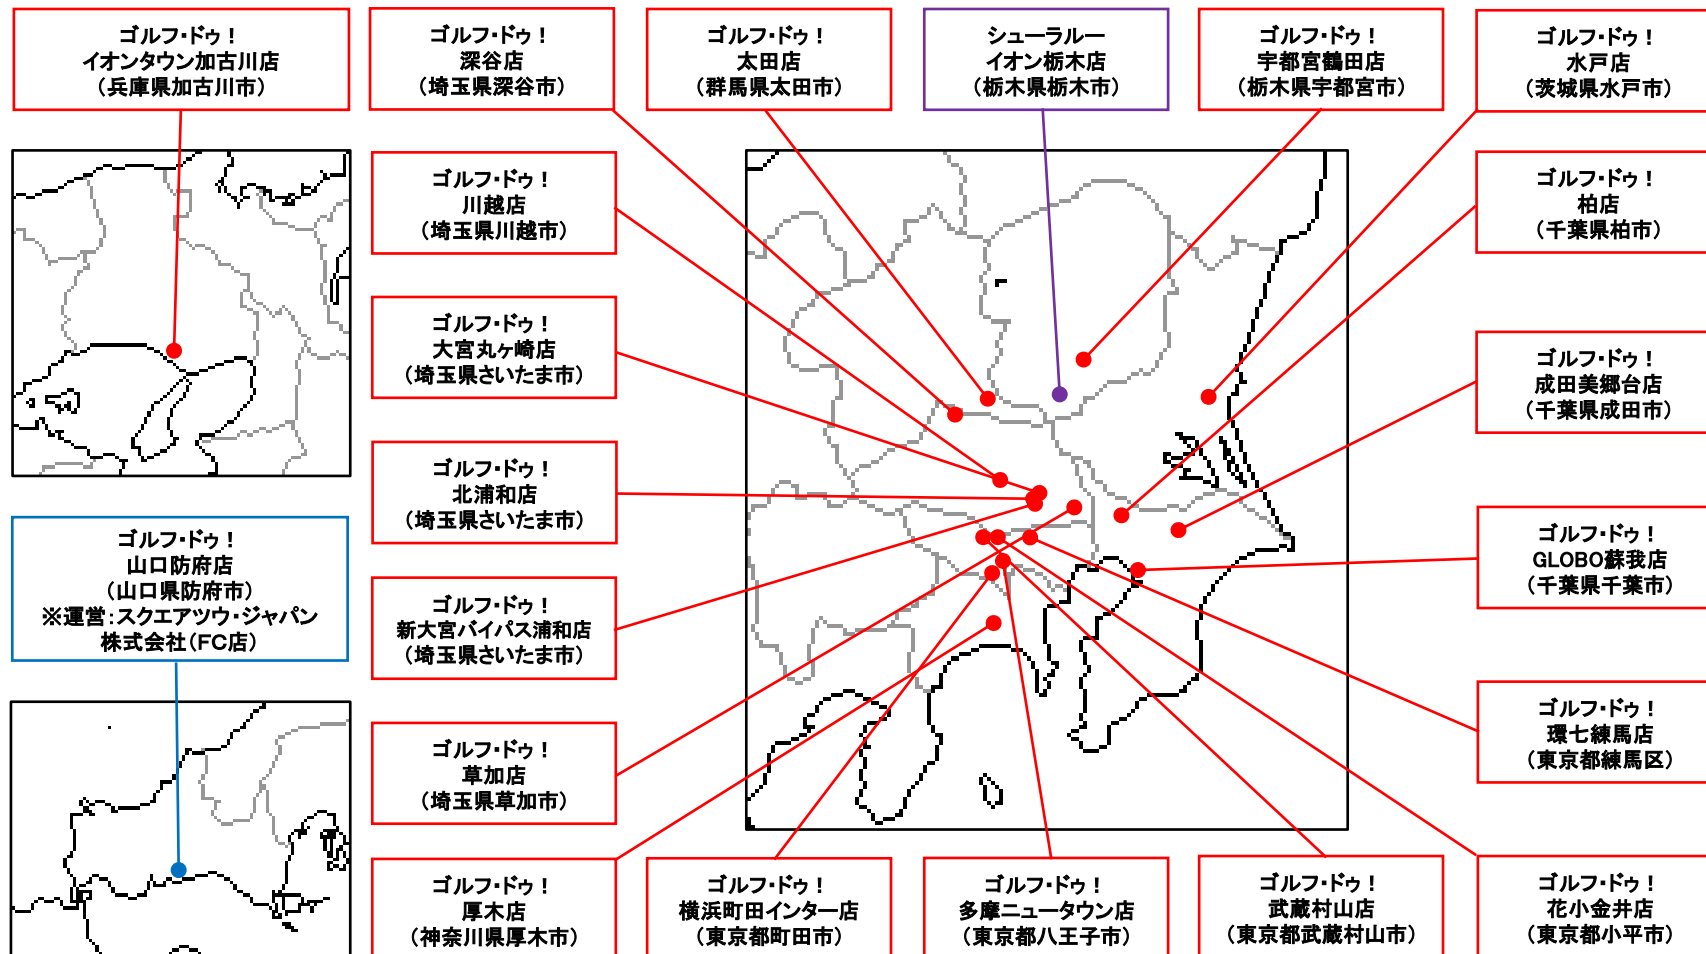 ゴルフ・ドゥ！
イオンタウン加古川店
（兵庫県加古川市）
ゴルフ・ドゥ！
深谷店
（埼玉県深谷市）
ゴルフ・ドゥ！
太田店
（群馬県太田市）
シューラルー
イオン栃木店
（栃木県栃木市）
ゴルフ・ドゥ！
宇都宮鶴田店
（栃木県宇都宮市）
ゴルフ・ドゥ！
水戸店
（茨城県水戸市）
ゴルフ・ドゥ！
川越店
（埼玉県川越市）
ゴルフ・ドゥ！
柏店
（千葉県柏市）
ゴルフ・ドゥ！
大宮丸ヶ崎店
（埼玉県さいたま市）
ゴルフ・ドゥ！
成田美郷台店
（千葉県成田市）
ゴルフ・ドゥ！
北浦和店
（埼玉県さいたま市）
ゴルフ・ドゥ！
山口防府店
（山口県防府市）
※運営：スクエアツウ・ジャパン
株式会社（FC店）
ゴルフ・ドゥ！
GLOBO蘇我店
（千葉県千葉市）
ゴルフ・ドゥ！
新大宮バイパス浦和店
（埼玉県さいたま市）
ゴルフ・ドゥ！
環七練馬店
（東京都練馬区）
ゴルフ・ドゥ！
草加店
（埼玉県草加市）
ゴルフ・ドゥ！
厚木店
（神奈川県厚木市）
ゴルフ・ドゥ！
横浜町田インター店
（東京都町田市）
ゴルフ・ドゥ！
多摩ニュータウン店
（東京都八王子市）
ゴルフ・ドゥ！
武蔵村山店
（東京都武蔵村山市）
ゴルフ・ドゥ！
花小金井店
（東京都小平市）